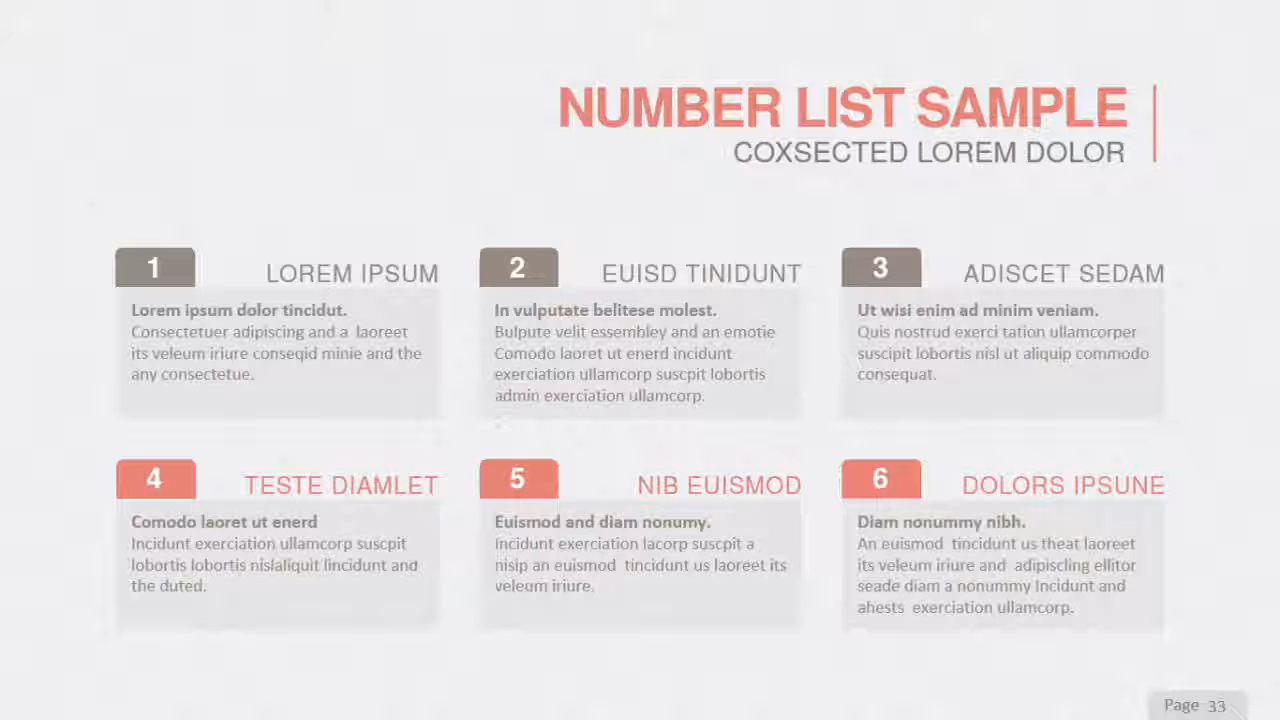 NUMBER LIST SAMPLE
COXSECTED LOREM DOLOR
1
LOREM IPSUM
Lorem ipsum dolor tincidut.
Consectetuer adipiscing and a laoreet
its veleum iriure conseqid minie and the
any consectetue.
2
EUISD TINIDUNT
In vulputate belitese molest.
Bulpute velit essembley and an emotie
Comodo laoret ut enerd incidunt
exerciation ullamcorp suscpit lobortis
admin exerciation ullamcorp.
3
ADISCET SEDAM
Ut wisi enim ad minim veniam.
Quis nostrud exerci tation ullamcorper
suscipit lobortis nisl ut aliquip commodo
consequat.
4
TESTE DIAMLET
Comodo laoret ut enerd
Incidunt exerciation ullamcorp suscpit
lobortis lobortis nislaliquit lincidunt and
the duted.
5
NIB EUISMOD
Euismod and diam nonumy.
Incidunt exerciation lacorp suscpit a
nisip an euismod tincidunt us laoreet its
veleum iriure.
6
DOLORS IPSUNE
Diam nonummy nibh.
An euismod tincidunt us theat laoreet
its veleum iriure and adipiscling ellitor
seade diam a nonummy Incidunt and
ahests exerciation ullamcorp.
Page 33